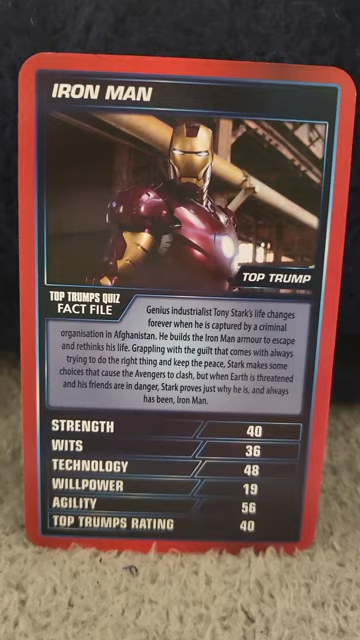 IRON MAN
TOP TRUMP
TOP TRUMPS QUIZ
FACT FILE
Genius industrialist Tony Stark's life changes
forever when he is captured by a criminal
organisation in Afghanistan. He builds the Iron Man armour to escape
and rethinks his life. Grappling with the guilt that comes with always
trying to do the right thing and keep the peace, Stark makes some
choices that cause the Avengers to clash, but when Earth is threatened
and his friends are in danger, Stark proves just why he is, and always
has been, Iron Man.
STRENGTH 40
WITS 36
TECHNOLOGY 48
WILLPOWER 19
AGILITY 56
TOP TRUMPS RATING 40